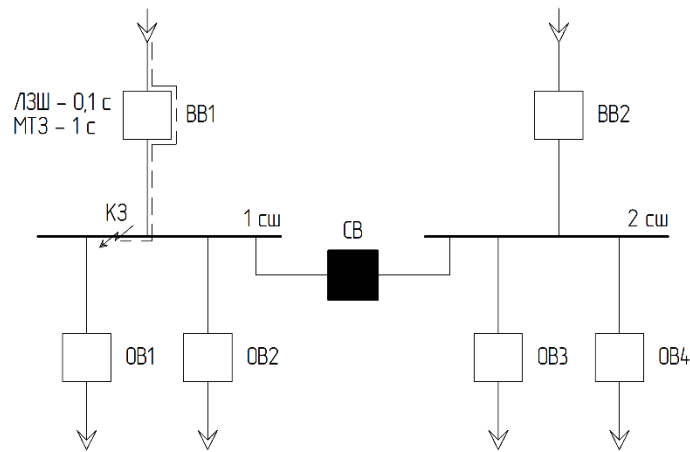 ЛЗШ – 0,1 с
МТЗ – 1 с
ВВ1
ВВ2
КЗ
1 сш
СВ
2 сш
ОВ1
ОВ2
ОВ3
ОВ4